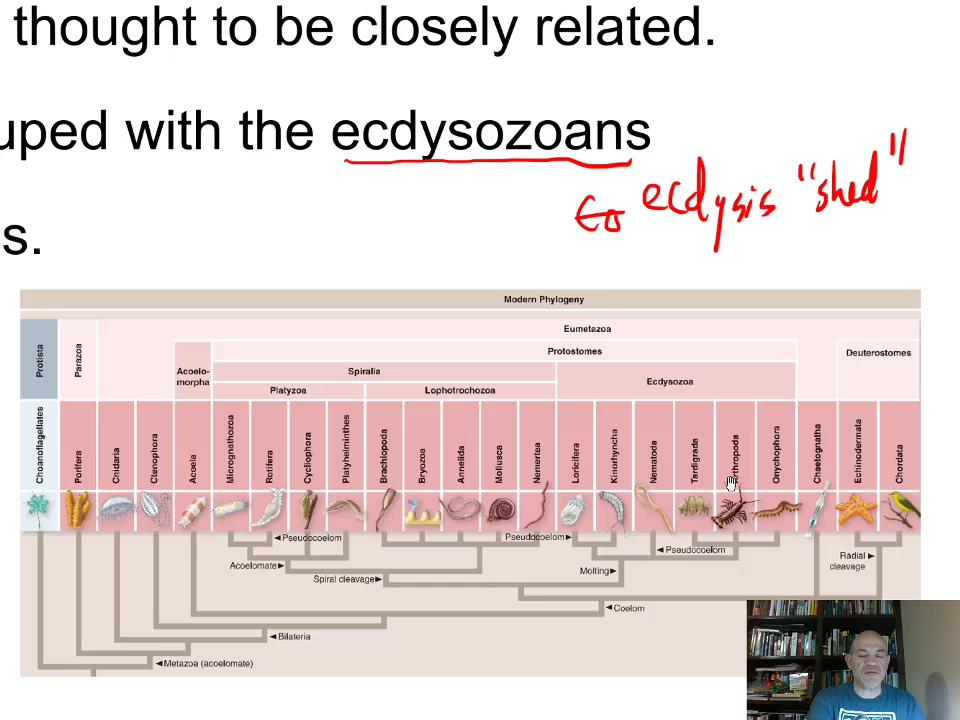 thought to be closely related.
uped with the ecdysozoans
ecdysis "shed"
s.
Modern Phylogeny
Eumetazoa
Protostomes
Deuterostomes
Spiralia
Ecdysozoa
Platyzoa
Lophotrochozoa
Protista
Parazoa
Acoelo-
morpha
Choanoflagellates
Porifera
Cnidaria
Ctenophora
Acoela
Micrognathozoa
Rotifera
Cycliophora
Platyhelminthes
Brachiopoda
Bryozoa
Annelida
Mollusca
Nemertea
Loricifera
Kinorhyncha
Nematoda
Tardigrada
rthropoda
Onychophora
Chaetognatha
Echinodermata
Chordata
◄Pseudocoelom
Pseudocoelom►
◄Pseudocoelom
Acoelomate►
Spiral cleavage►
Molting►
Radial ►
cleavage
◄Coelom
◄Bilateria
◄Metazoa (acoelomate)